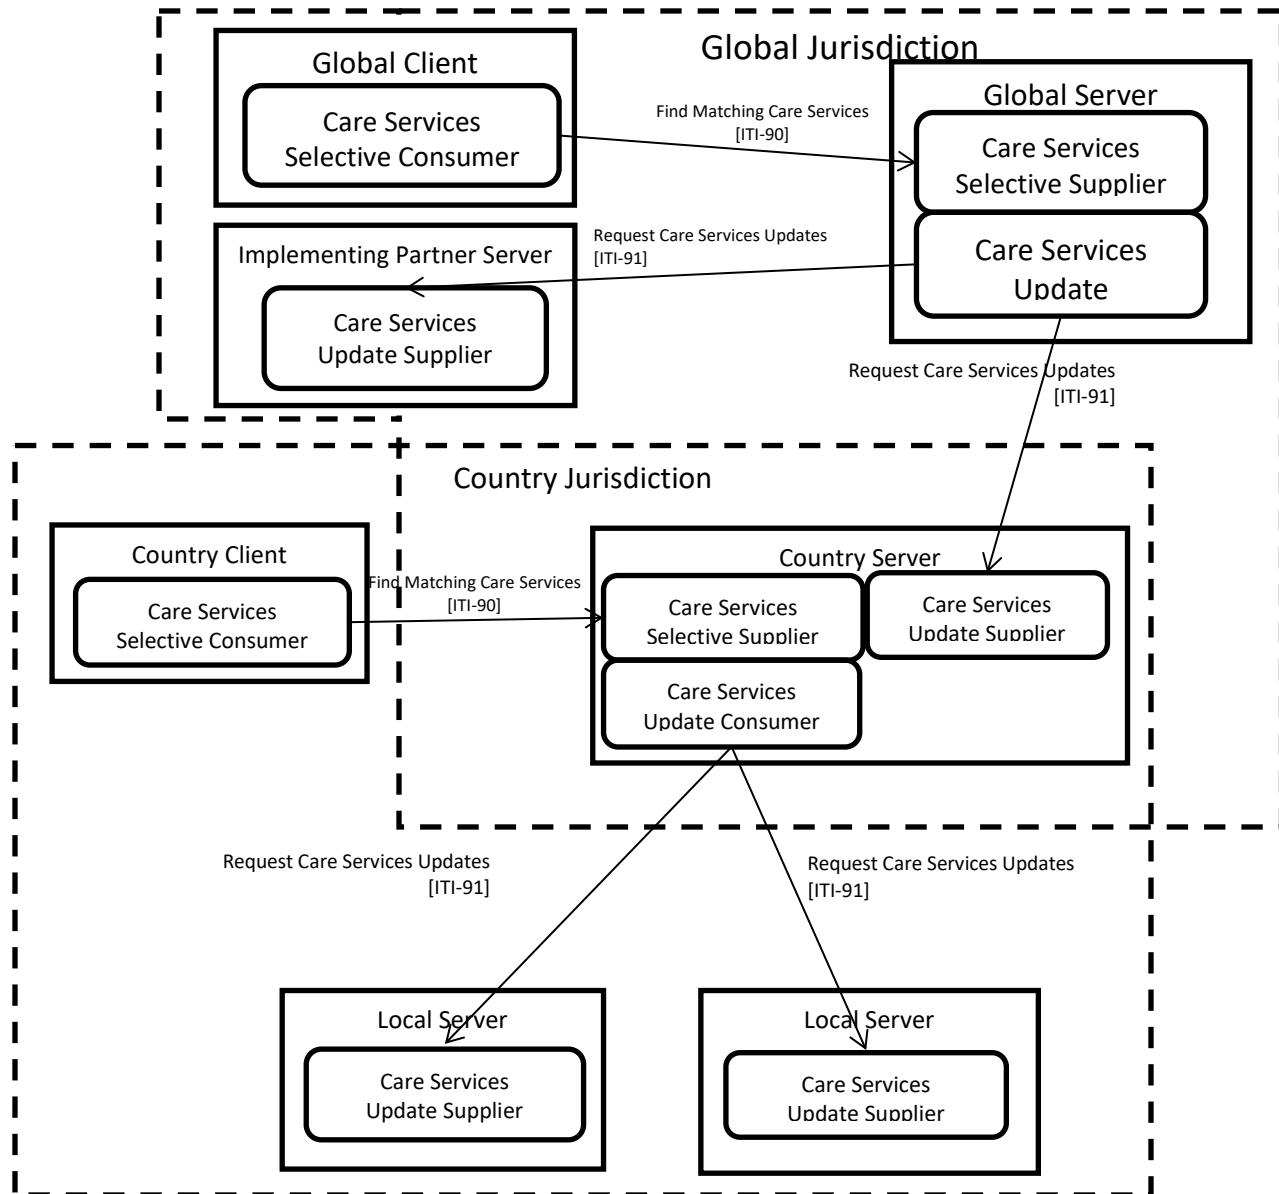 Global Jurisdiction
Global Client
Care Services
Selective Consumer
Find Matching Care Services
[ITI-90]
Global Server
Care Services
Selective Supplier
Care Services
Update
Implementing Partner Server
Care Services
Update Supplier
Request Care Services Updates
[ITI-91]
Request Care Services Updates
[ITI-91]
Country Jurisdiction
Country Client
Care Services
Selective Consumer
Find Matching Care Services
[ITI-90]
Country Server
Care Services
Selective Supplier
Care Services
Update Supplier
Care Services
Update Consumer
Request Care Services Updates
[ITI-91]
Request Care Services Updates
[ITI-91]
Local Server
Care Services
Update Supplier
Local Server
Care Services
Update Supplier